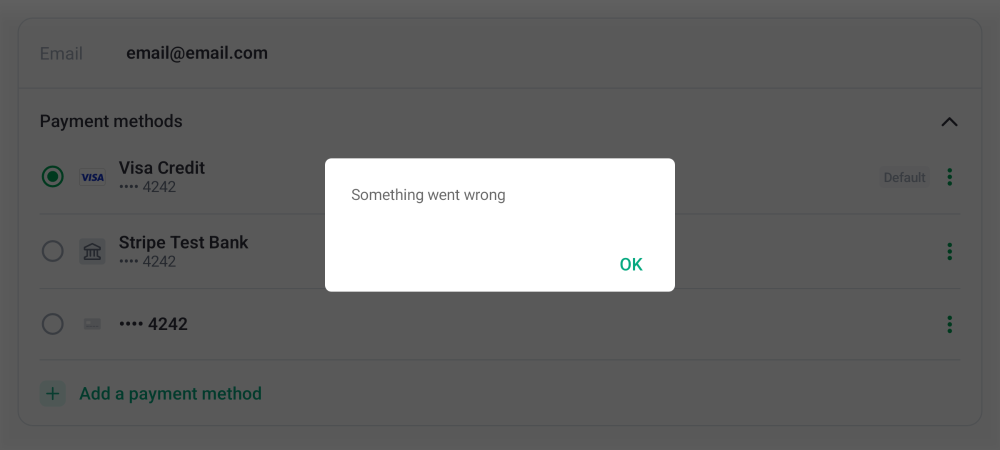 Email email@email.com
Payment methods
VISA Visa Credit
•••• 4242
Default
Something went wrong
Stripe Test Bank
•••• 4242
OK
•••• 4242
Add a payment method